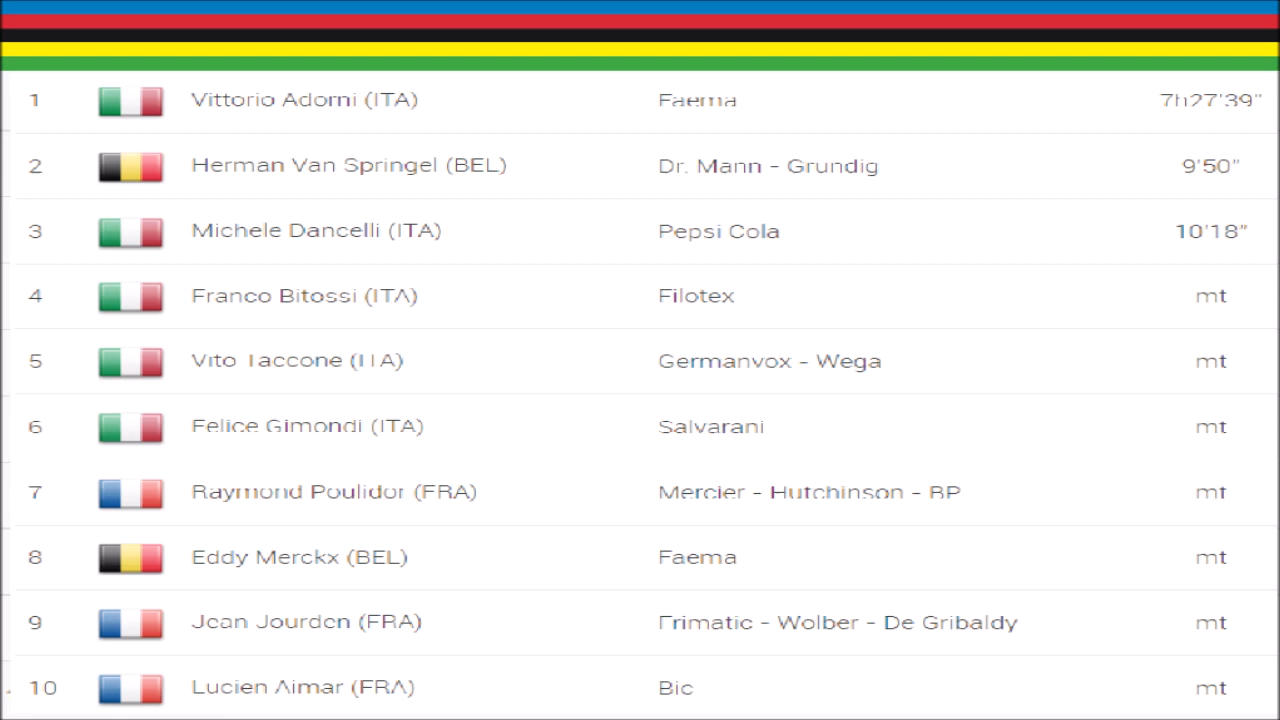 1 Vittorio Adorni (ITA) Faema 7h27'39"
2 Herman Van Springel (BEL) Dr. Mann - Grundig 9'50"
3 Michele Dancelli (ITA) Pepsi Cola 10'18"
4 Franco Bitossi (ITA) Filotex mt
5 Vito Taccone (ITA) Germanvox - Wega mt
6 Felice Gimondi (ITA) Salvarani mt
7 Raymond Poulidor (FRA) Mercier - Hutchinson - BP mt
8 Eddy Merckx (BEL) Faema mt
9 Jean Jourden (FRA) Frimatic - Wolber - De Gribaldy mt
10 Lucien Aimar (FRA) Bic mt